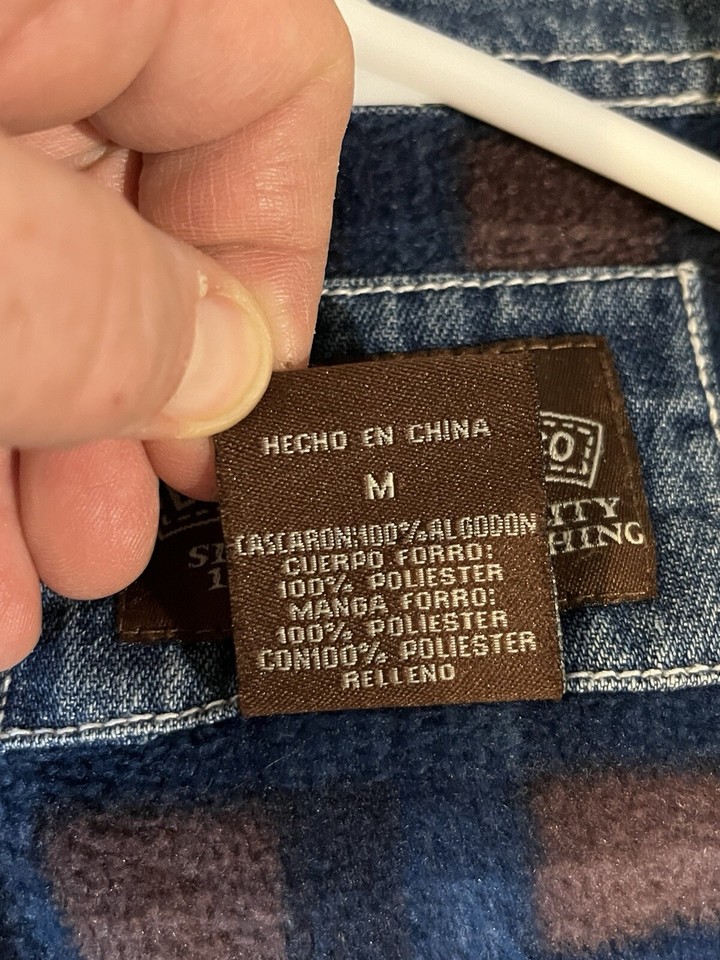 HECHO EN CHINA
M
CASCARON:100%ALGODON
CUERPO FORRO:
100% POLIESTER
MANGA FORRO:
100% POLIESTER
CON100% POLIESTER
RELLENO